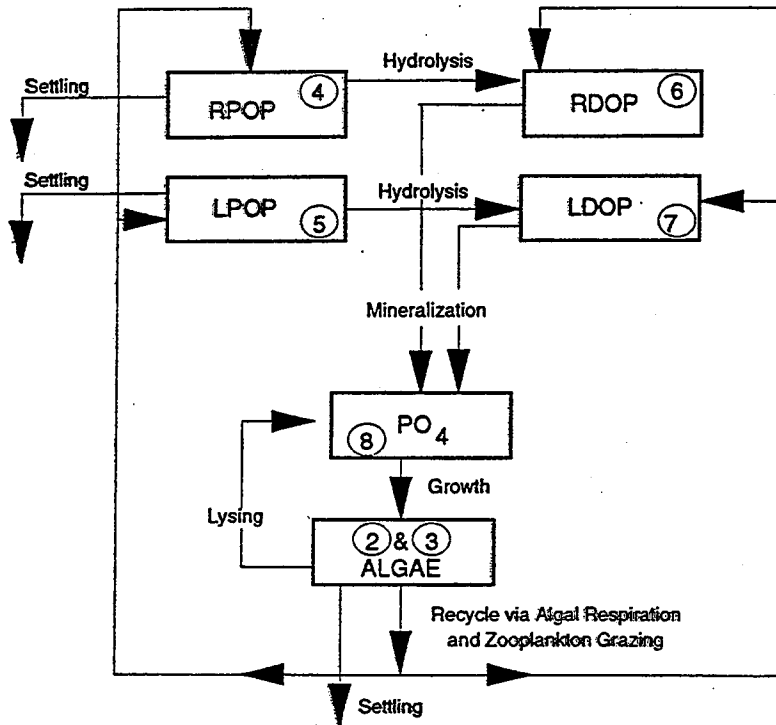 Hydrolysis
Settling
4
RPOP
6
RDOP
Settling
Hydrolysis
LPOP
5
LDOP
7
Mineralization
PO4
8
Growth
Lysing
2 & 3
ALGAE
Recycle via Algal Respiration
and Zooplankton Grazing
Settling